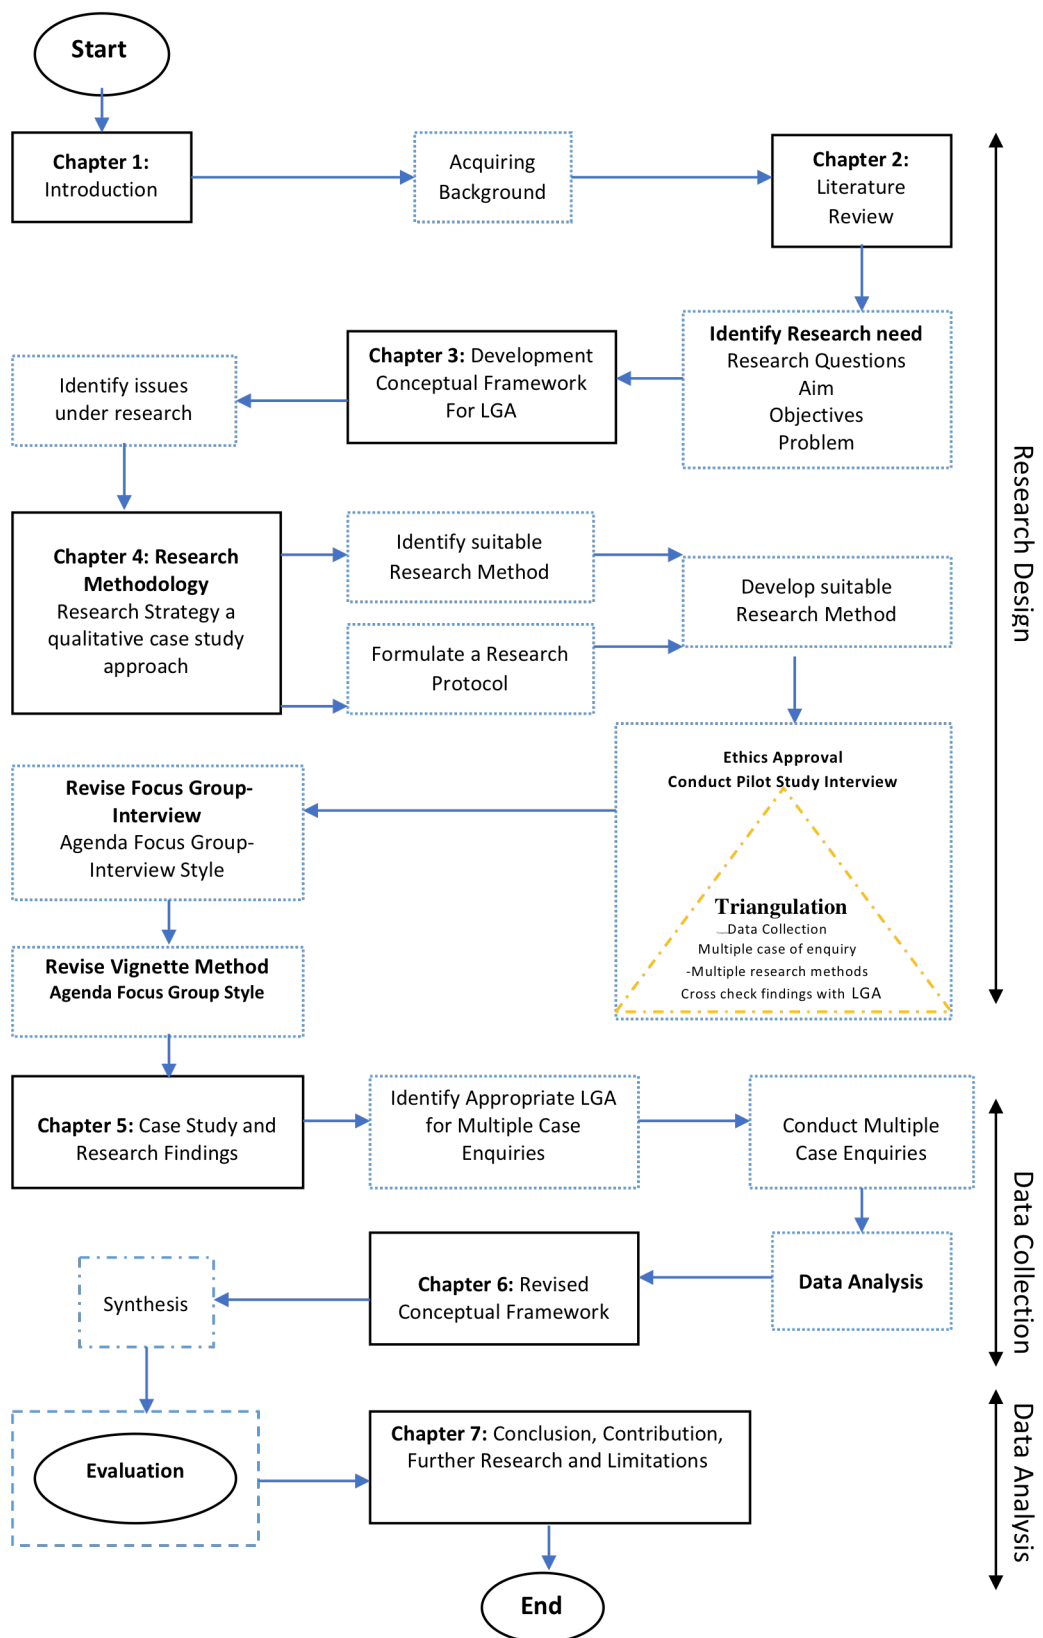 Start
Chapter 1:
Introduction
Acquiring
Background
Chapter 2:
Literature
Review
Identify Research need
Research Questions
Aim
Objectives
Problem
Chapter 3: Development
Conceptual Framework
For LGA
Identify issues
under research
Chapter 4: Research
Methodology
Research Strategy a
qualitative case study
approach
Identify suitable
Research Method
Formulate a Research
Protocol
Develop suitable
Research Method
Ethics Approval
Conduct Pilot Study Interview
Triangulation
Data Collection
Multiple case of enquiry
-Multiple research methods
Cross check findings with LGA
Revise Focus Group-
Interview
Agenda Focus Group-
Interview Style
Revise Vignette Method
Agenda Focus Group Style
Research Design
Chapter 5: Case Study and
Research Findings
Identify Appropriate LGA
for Multiple Case
Enquiries
Conduct Multiple
Case Enquiries
Data Analysis
Chapter 6: Revised
Conceptual Framework
Synthesis
Data Collection
Evaluation
Chapter 7: Conclusion, Contribution,
Further Research and Limitations
End
Data Analysis